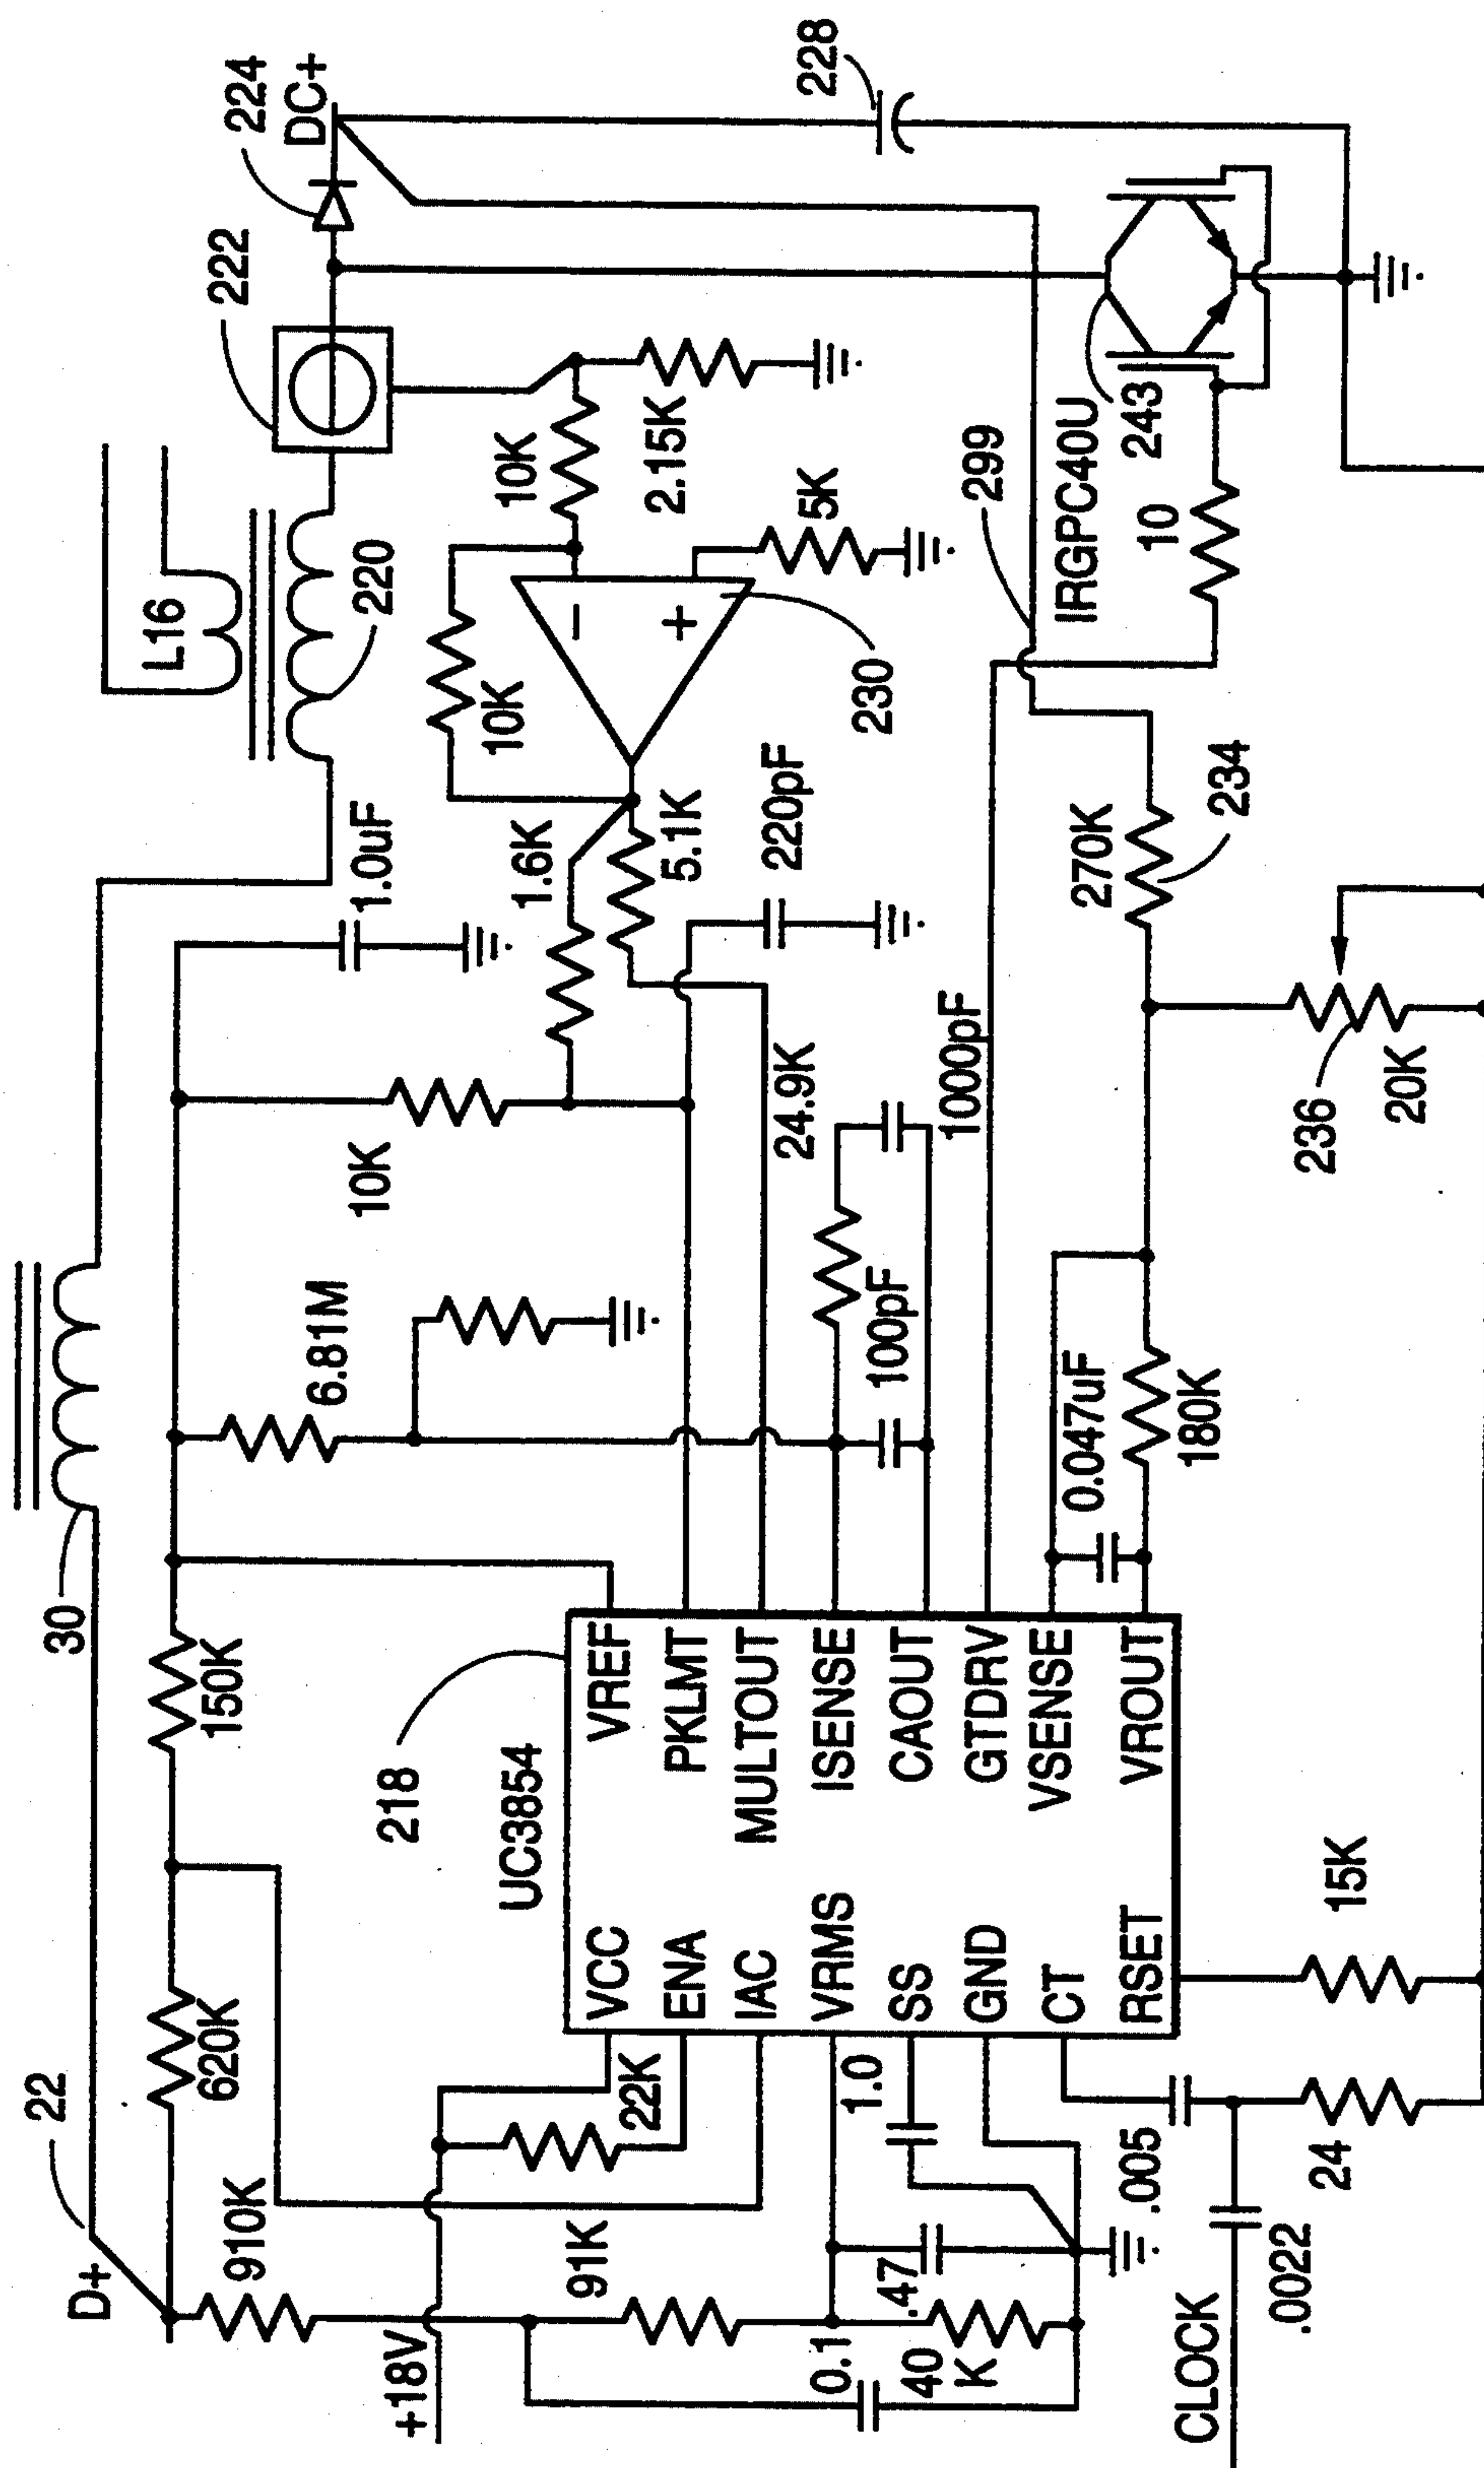 22
D+
30
L16
220
222
224
DC+
620K
150K
910K
6.81M
10K
1.0uF
1.6K
10K
10K
2.15K
5K
5.1K
230
220pF
228
+18V
22K
218
UC3854
VCC
ENA
IAC
VRMS
SS
GND
CT
RSET
VREF
PKLMT
MULTOUT
ISENSE
CAOUT
GTDRV
VSENSE
VROUT
91K
0.1
.47
40
K
1.0
24.9K
100pF
1000pF
299
IRGPC40U
243
10
270K
234
0.047uF
180K
236
20K
.005
CLOCK
.0022
24
15K